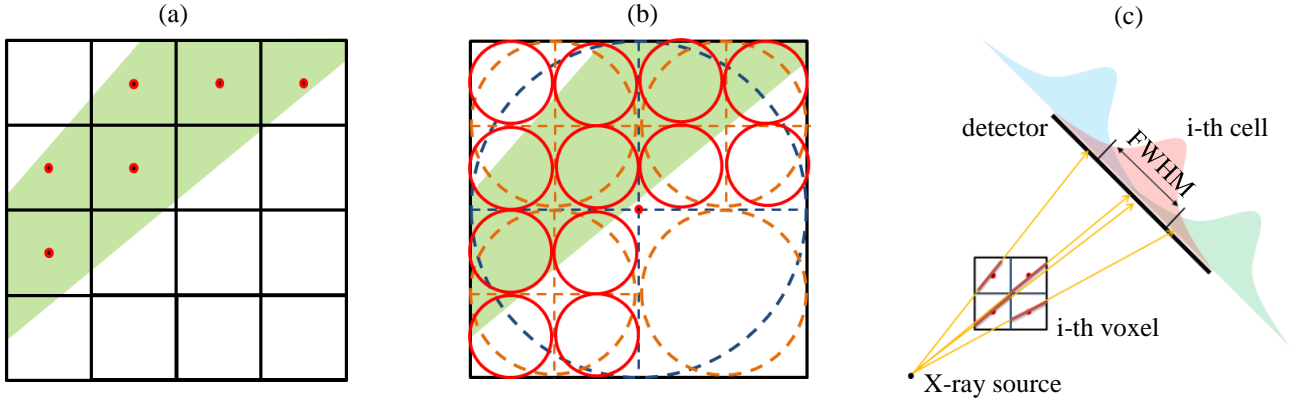 (a)
(b)
(c)
detector
i-th cell
FWHM
i-th voxel
X-ray source